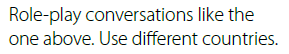 Role-play conversations like the
one above. Use different countries.